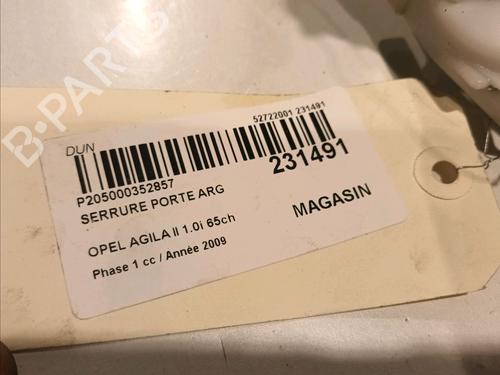 B-PARTS
DUN
52722001 231491
P205000352857
231491
SERRURE PORTE ARG
MAGASIN
OPEL AGILA II 1.0i 65ch
Phase 1 cc / Année 2009